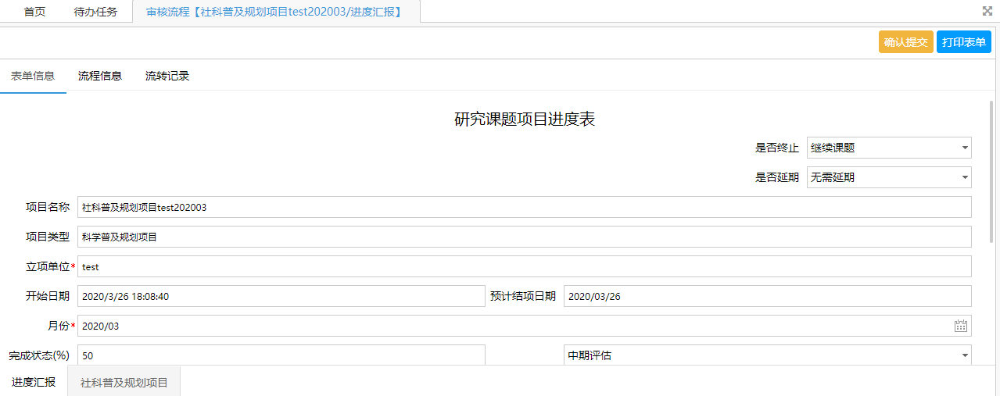 首页 待办任务 审核流程【社科普及规划项目test202003/进度汇报】
确认提交 打印表单
表单信息 流程信息 流转记录
研究课题项目进度表
是否终止 继续课题
是否延期 无需延期
项目名称 社科普及规划项目test202003
项目类型 科学普及规划项目
立项单位* test
开始日期 2020/3/26 18:08:40 预计结项日期 2020/03/26
月份* 2020/03
完成状态(%) 50 中期评估
进度汇报 社科普及规划项目